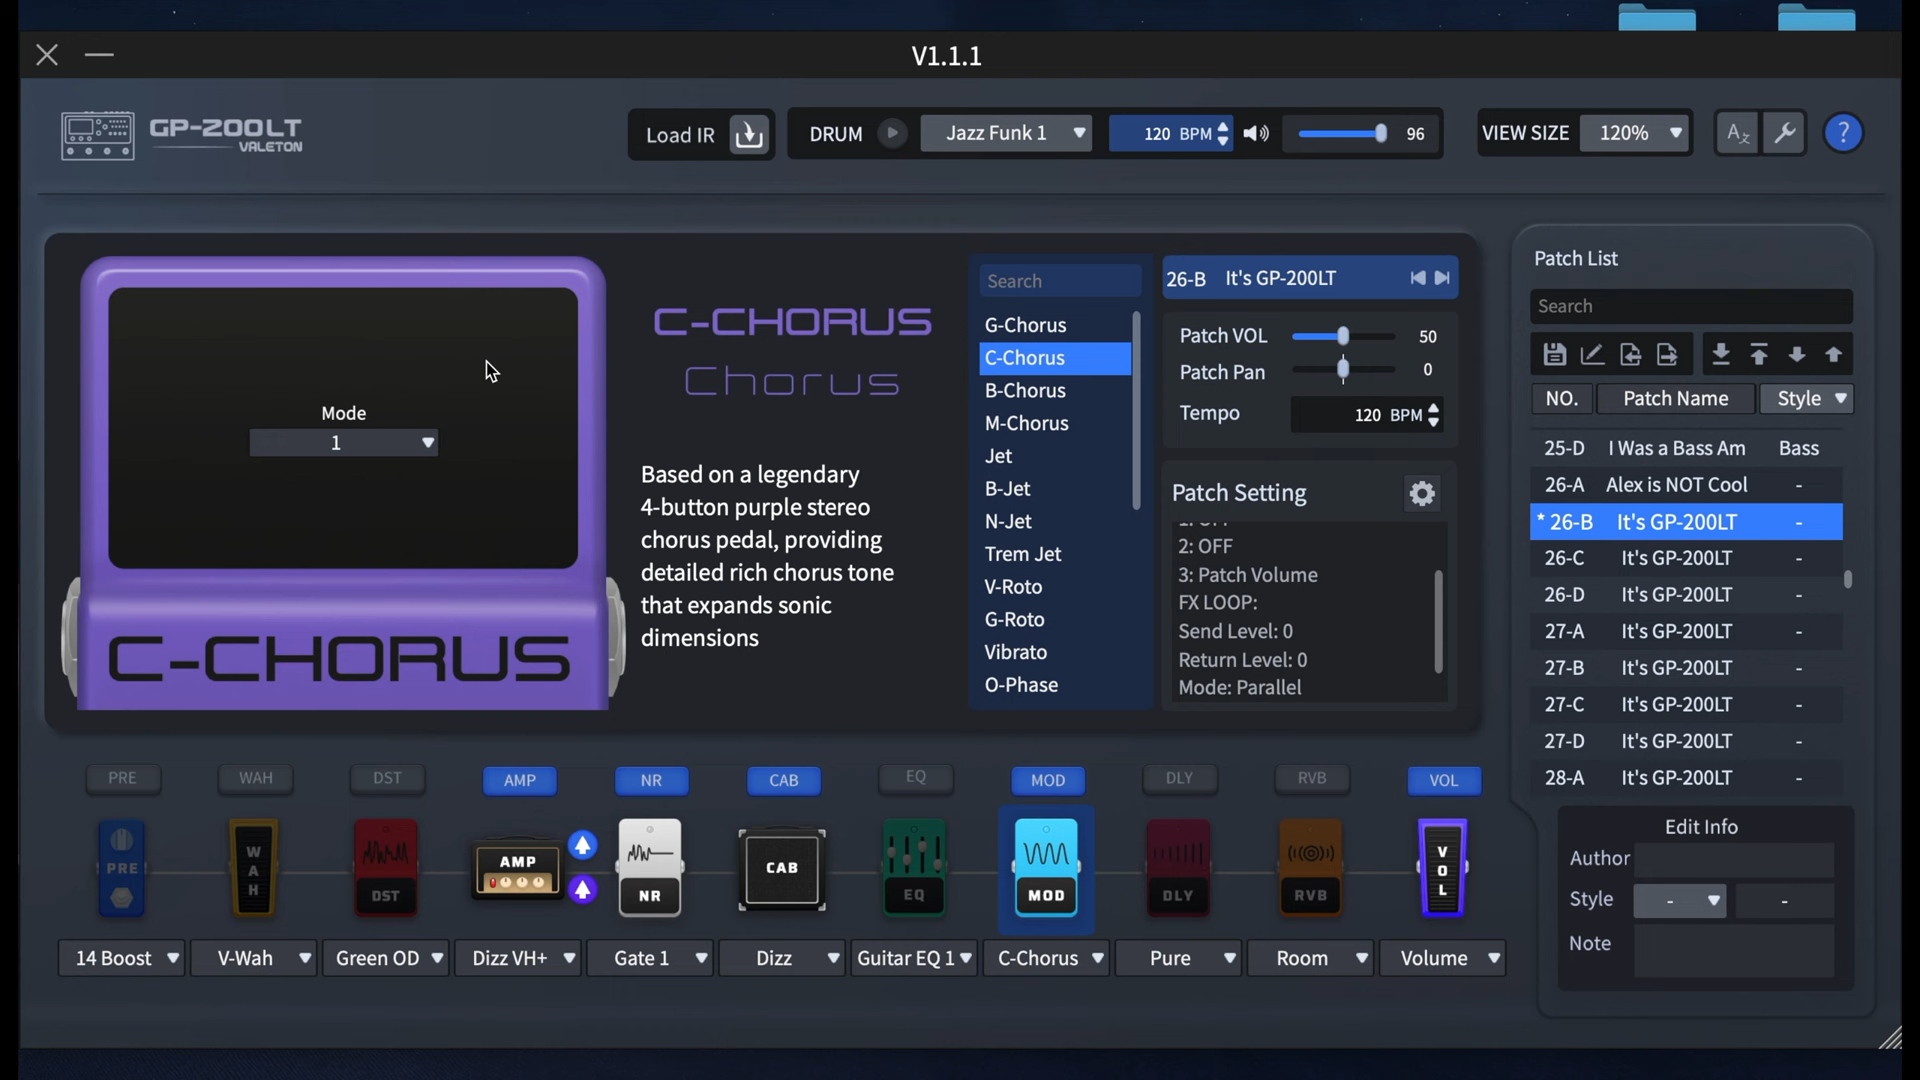 V1.1.1
GP-200LT
VALETON
Load IR
DRUM
Jazz Funk 1
120 BPM
96
VIEW SIZE
120%
AZ
?
Mode
1
C-CHORUS
C-CHORUS
Chorus
Based on a legendary
4-button purple stereo
chorus pedal, providing
detailed rich chorus tone
that expands sonic
dimensions
Search
G-Chorus
C-Chorus
B-Chorus
M-Chorus
Jet
B-Jet
N-Jet
Trem Jet
V-Roto
G-Roto
Vibrato
O-Phase
26-B It's GP-200LT
Patch VOL 50
Patch Pan 0
Tempo 120 BPM
Patch Setting
1: OFF
2: OFF
3: Patch Volume
FX LOOP:
Send Level: 0
Return Level: 0
Mode: Parallel
Patch List
Search
NO. Patch Name Style
25-D I Was a Bass Am Bass
26-A Alex is NOT Cool -
* 26-B It's GP-200LT -
26-C It's GP-200LT -
26-D It's GP-200LT -
27-A It's GP-200LT -
27-B It's GP-200LT -
27-C It's GP-200LT -
27-D It's GP-200LT -
28-A It's GP-200LT -
Edit Info
Author
Style - -
Note
PRE WAH DST AMP NR CAB EQ MOD DLY RVB VOL
PRE WAH DST AMP NR CAB EQ MOD DLY RVB VOL
14 Boost V-Wah Green OD Dizz VH+ Gate 1 Dizz Guitar EQ 1 C-Chorus Pure Room Volume